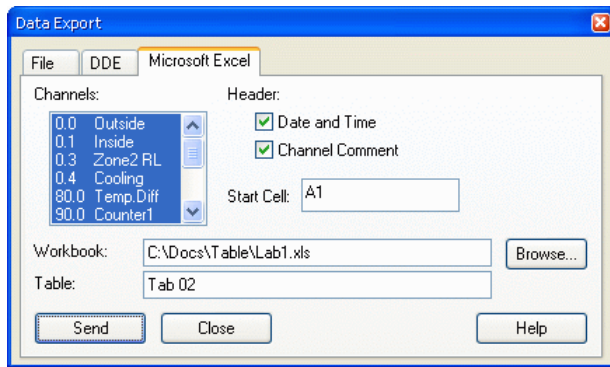 Data Export
File DDE Microsoft Excel
Channels: Header:
0.0 Outside
0.1 Inside
0.3 Zone2 RL
0.4 Cooling
80.0 Temp.Diff
90.0 Counter1
Date and Time
Channel Comment
Start Cell: A1
Workbook: C:\Docs\Table\Lab1.xls Browse...
Table: Tab 02
Send Close Help